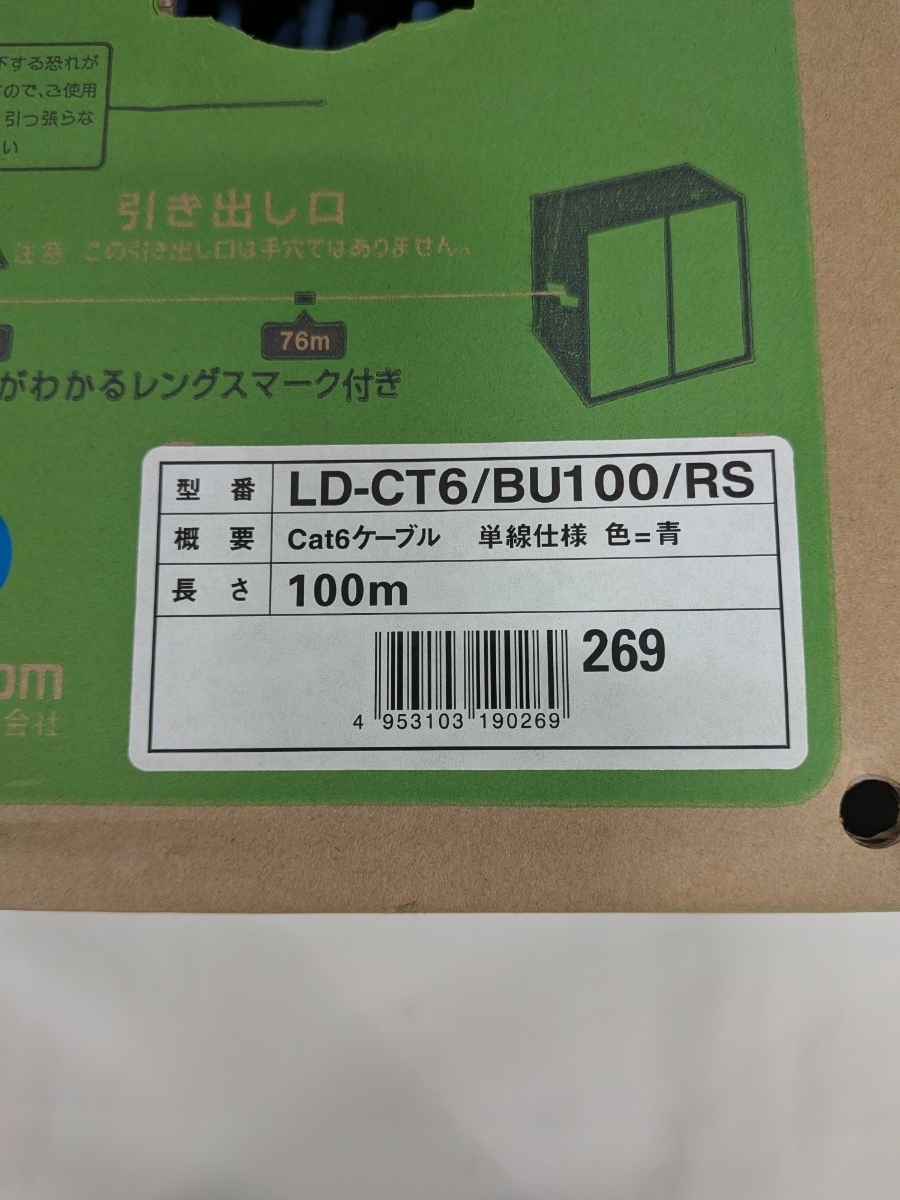 下する恐れが
ので、ご使用
引っ張らな
い
引き出し口
注意 この引き出し口は手穴ではありません。
76m
がわかるレングスマーク付き
型番 LD-CT6/BU100/RS
概要 Cat6ケーブル 単線仕様 色=青
長さ 100m
269
4 953103 190269
om
会社